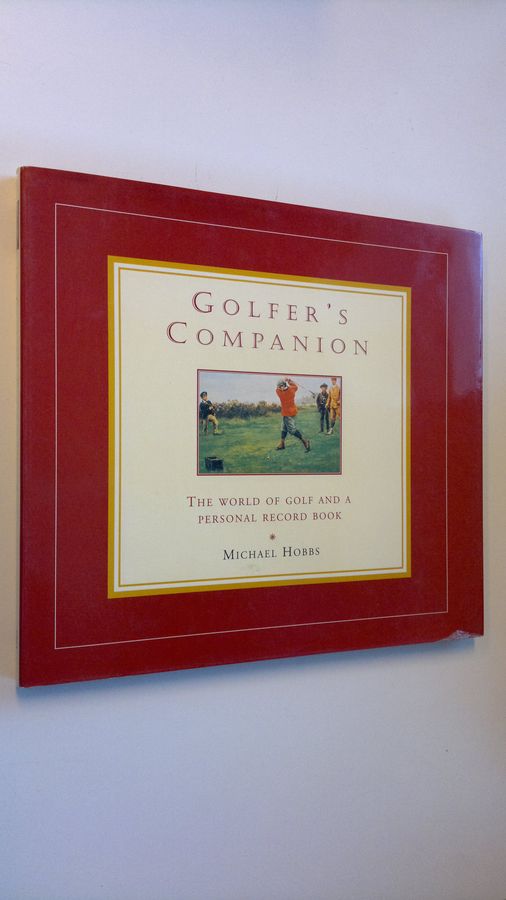 GOLFER'S
COMPANION
THE WORLD OF GOLF AND A
PERSONAL RECORD BOOK
MICHAEL HOBBS